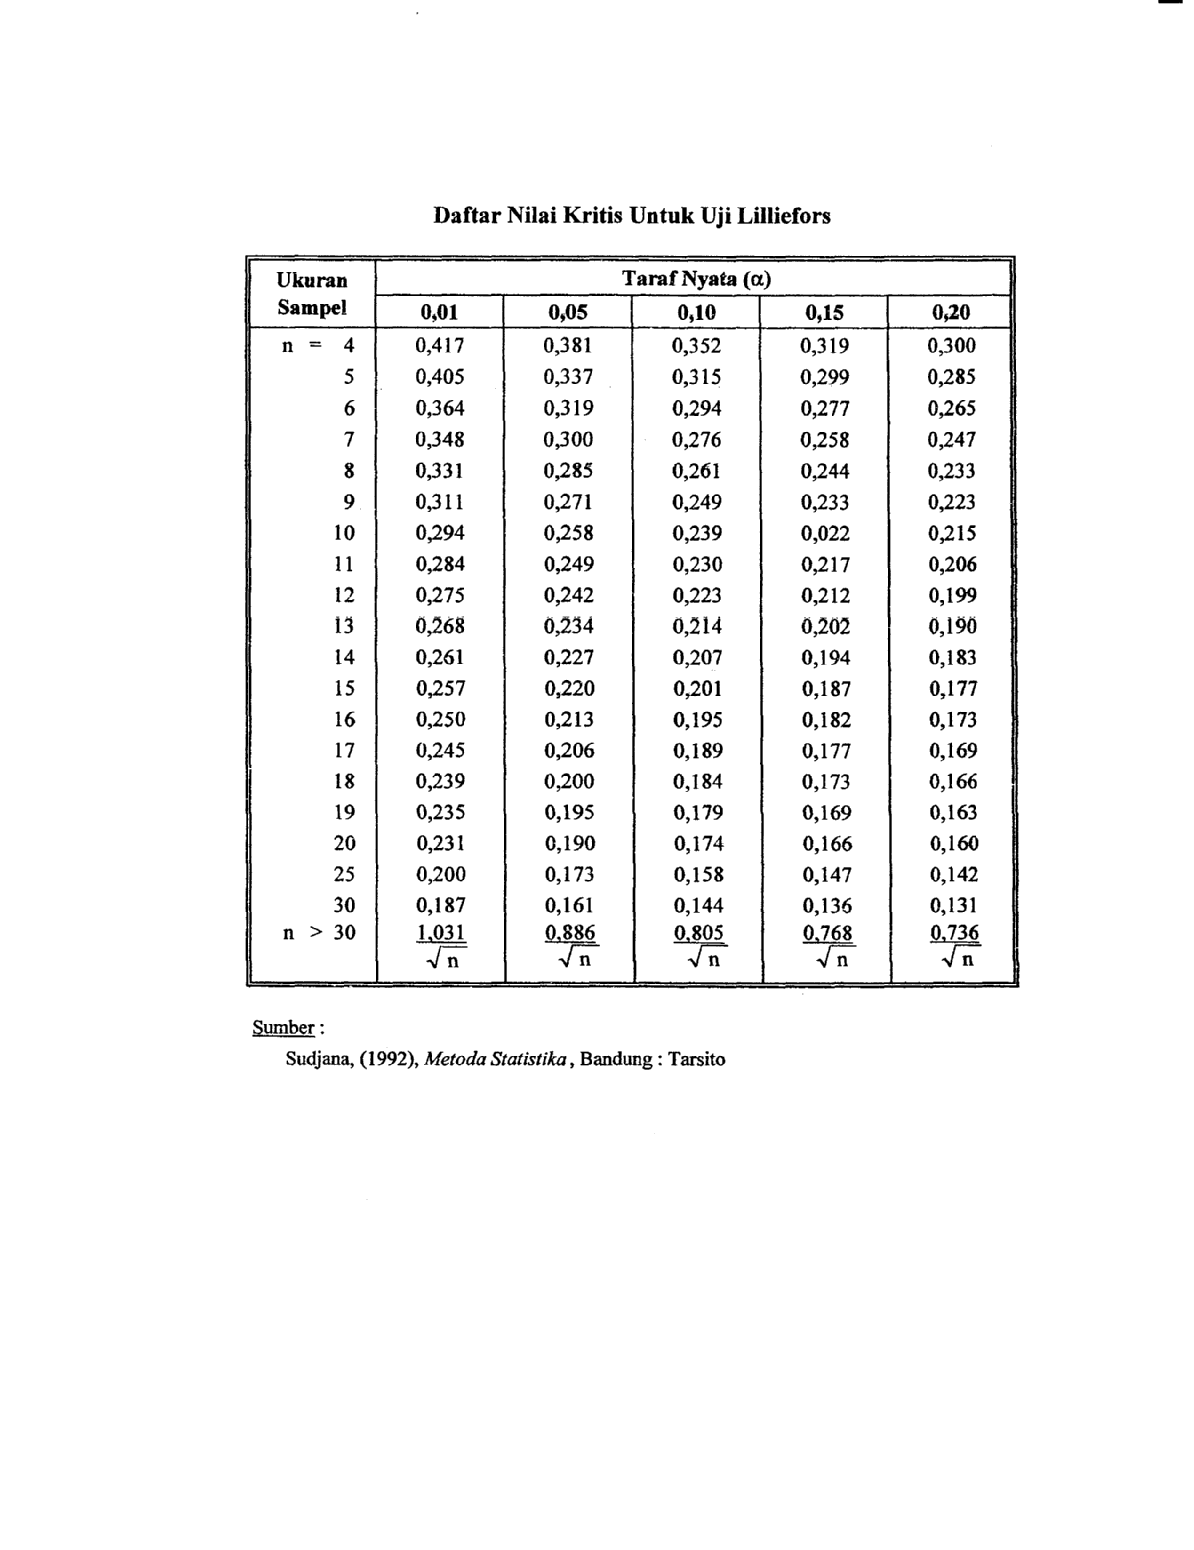 Daftar Nilai Kritis Untuk Uji Lilliefors
Ukuran Sampel Taraf Nyata (α)
0,01 0,05 0,10 0,15 0,20
n = 4 0,417 0,381 0,352 0,319 0,300
5 0,405 0,337 0,315 0,299 0,285
6 0,364 0,319 0,294 0,277 0,265
7 0,348 0,300 0,276 0,258 0,247
8 0,331 0,285 0,261 0,244 0,233
9 0,311 0,271 0,249 0,233 0,223
10 0,294 0,258 0,239 0,022 0,215
11 0,284 0,249 0,230 0,217 0,206
12 0,275 0,242 0,223 0,212 0,199
13 0,268 0,234 0,214 0,202 0,190
14 0,261 0,227 0,207 0,194 0,183
15 0,257 0,220 0,201 0,187 0,177
16 0,250 0,213 0,195 0,182 0,173
17 0,245 0,206 0,189 0,177 0,169
18 0,239 0,200 0,184 0,173 0,166
19 0,235 0,195 0,179 0,169 0,163
20 0,231 0,190 0,174 0,166 0,160
25 0,200 0,173 0,158 0,147 0,142
30 0,187 0,161 0,144 0,136 0,131
n > 30 1,031 0,886 0,805 0,768 0,736
√n √n √n √n √n
Sumber :
Sudjana, (1992), Metoda Statistika, Bandung : Tarsito